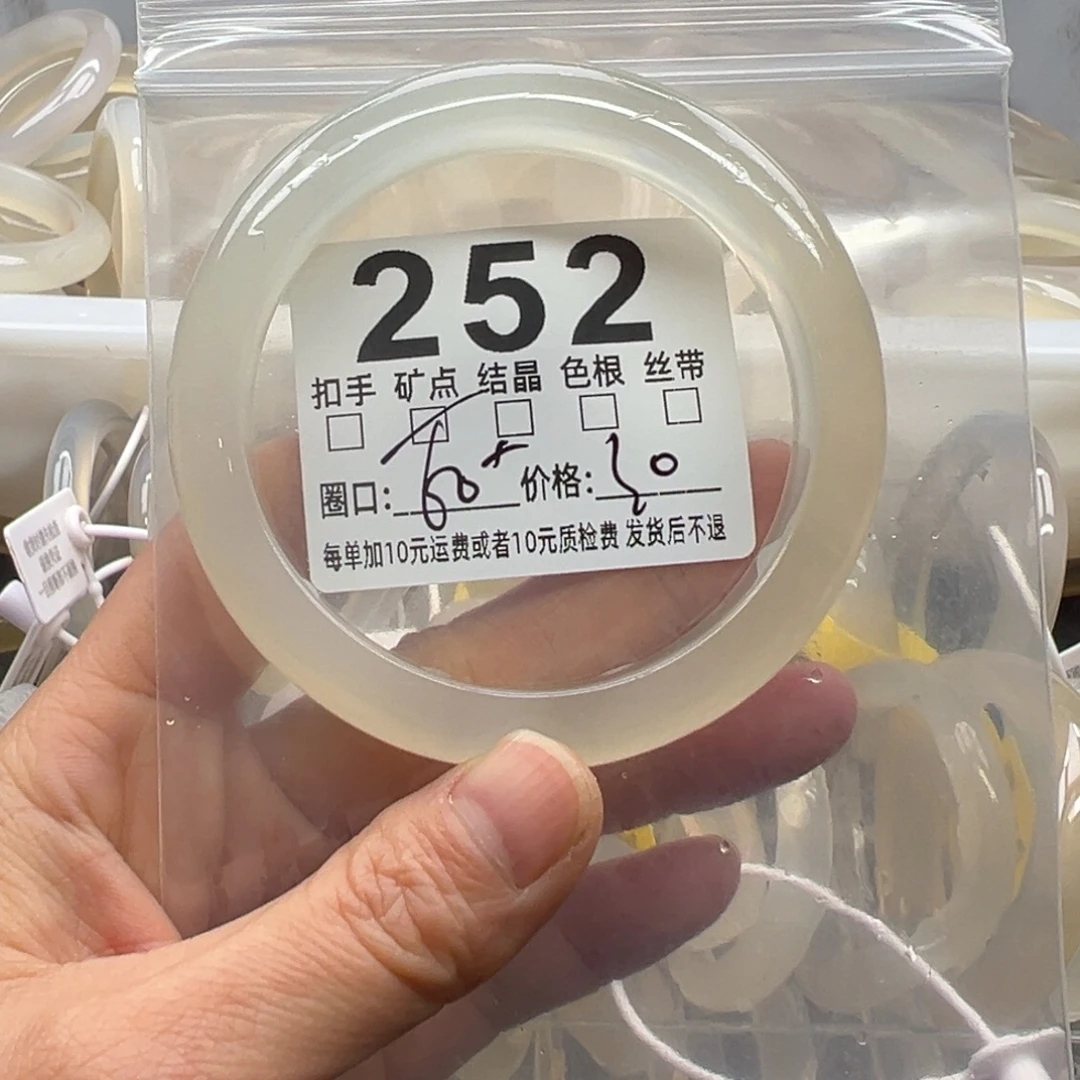 252
扣手 矿点 结晶 色根 丝带
圈口: 60+ 价格:
每单加10元运费或者10元质检费 发货后不退